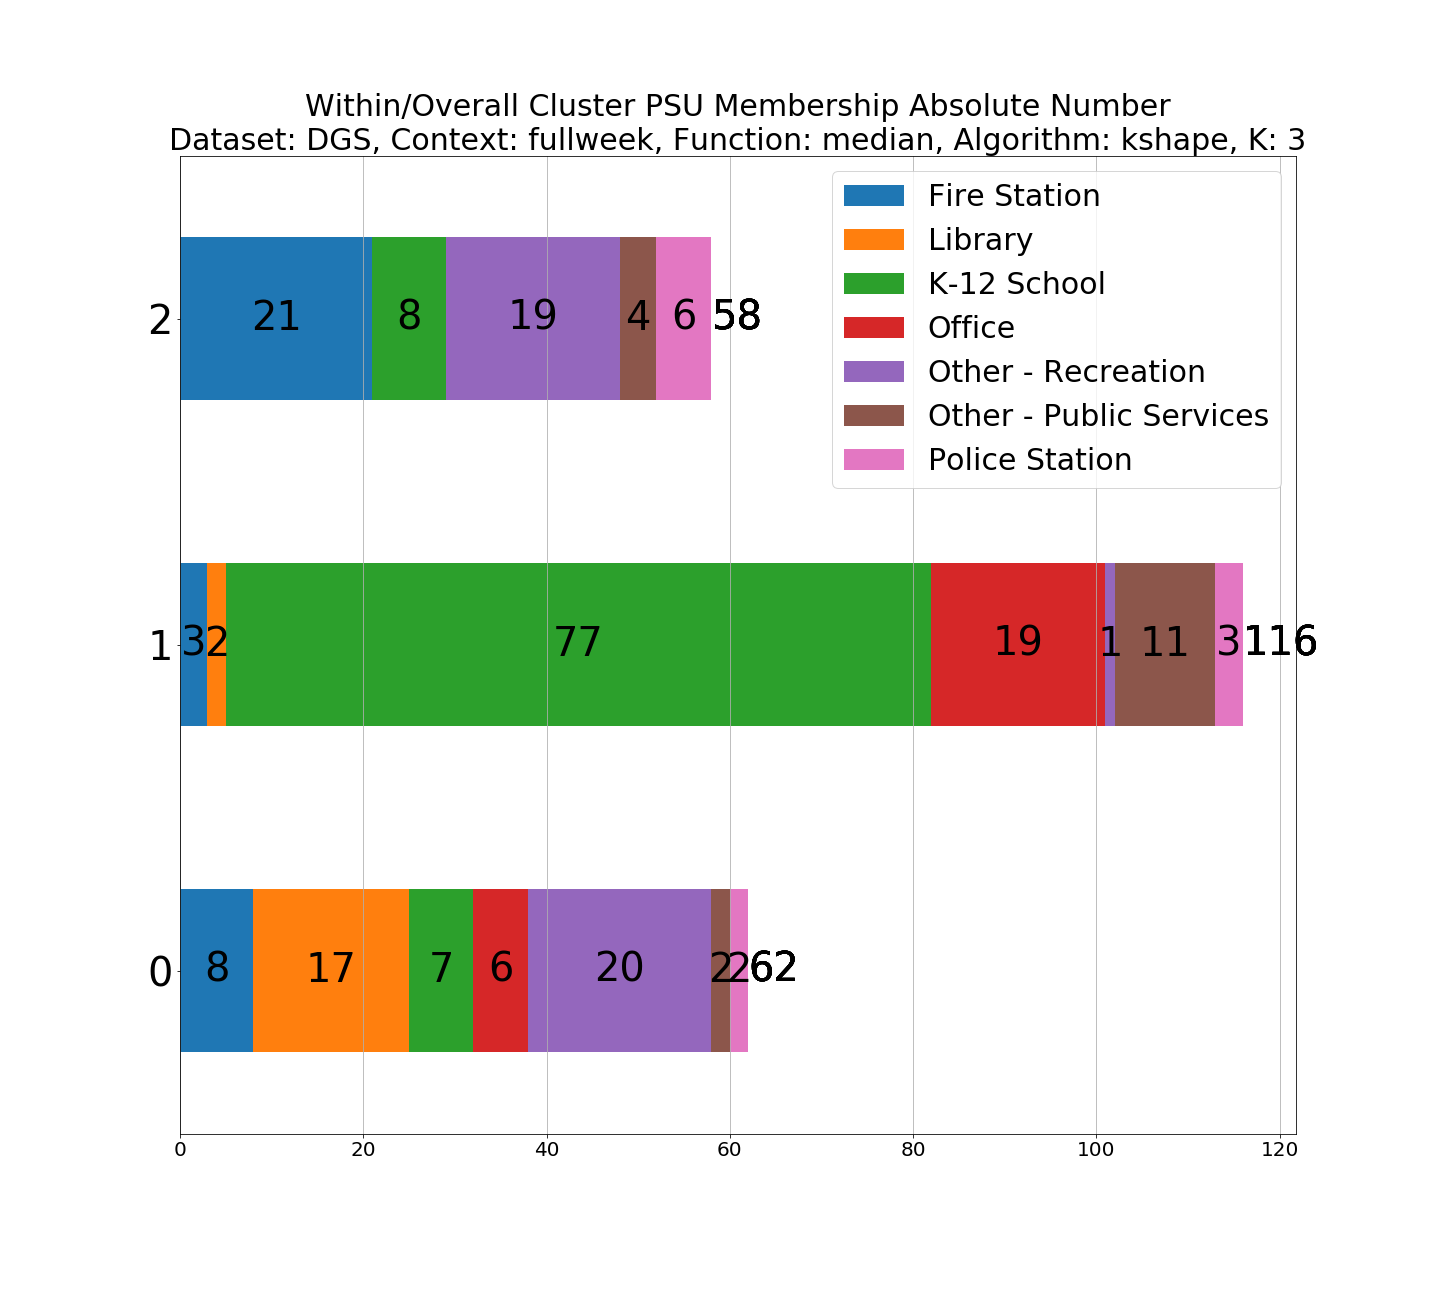 Within/Overall Cluster PSU Membership Absolute Number
Dataset: DGS, Context: fullweek, Function: median, Algorithm: kshape, K: 3
Fire Station
Library
K-12 School
Office
Other - Recreation
Other - Public Services
Police Station
2 21 8 19 4 6 58
1 3 2 77 19 1 11 3 116
0 8 17 7 6 20 2 2 62
0 20 40 60 80 100 120